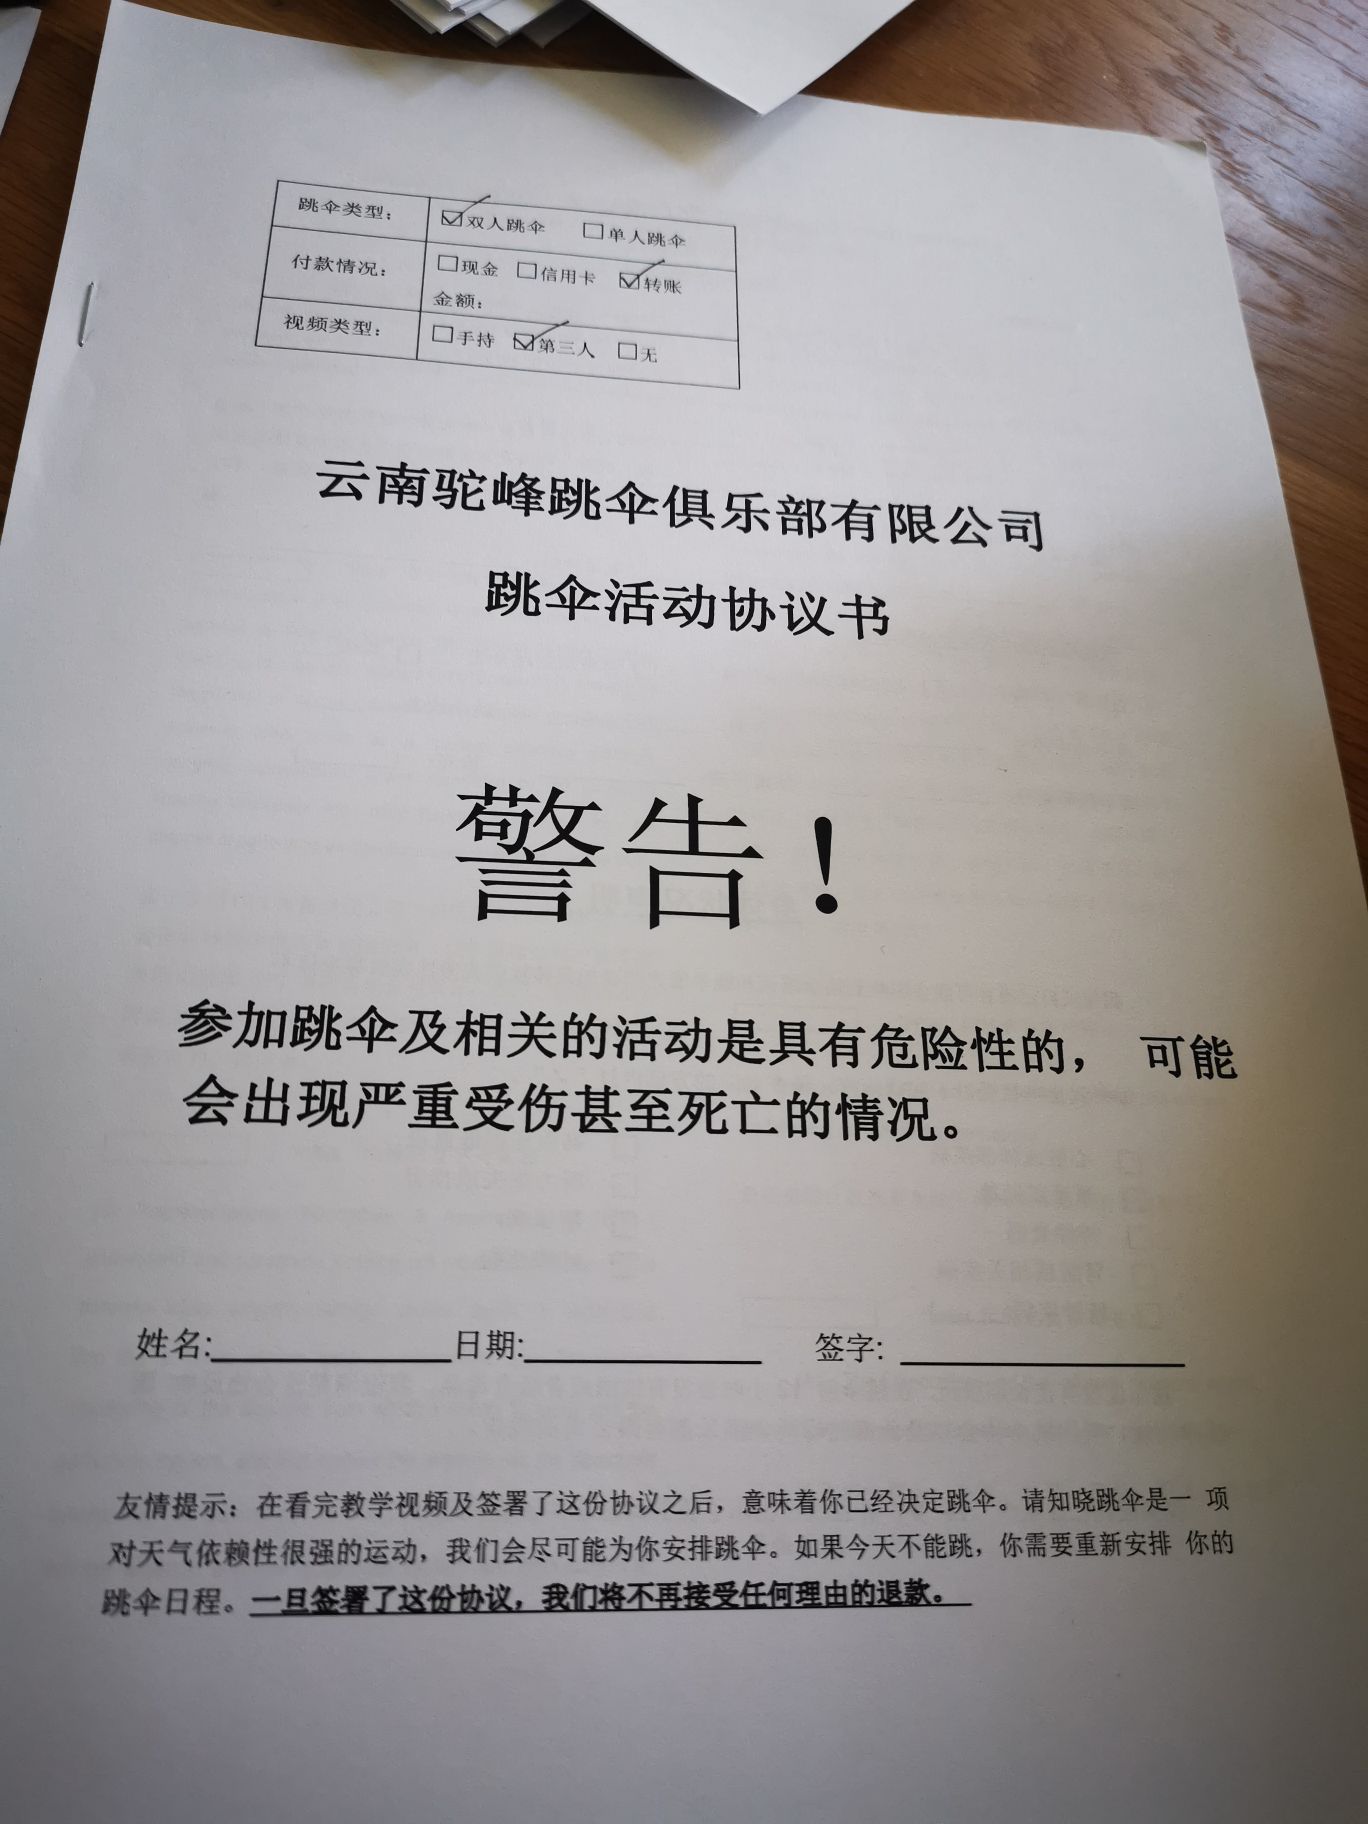 跳伞类型： ☑双人跳伞 □单人跳伞
付款情况： □现金 □信用卡 ☑转账
金额：
视频类型： □手持 ☑第三人 □无
云南驼峰跳伞俱乐部有限公司
跳伞活动协议书
警告！
参加跳伞及相关的活动是具有危险性的， 可能
会出现严重受伤甚至死亡的情况。
姓名: 日期: 签字:
友情提示：在看完教学视频及签署了这份协议之后，意味着你已经决定跳伞。请知晓跳伞是一 项
对天气依赖性很强的运动，我们会尽可能为你安排跳伞。如果今天不能跳，你需要重新安排 你的
跳伞日程。一旦签署了这份协议，我们将不再接受任何理由的退款。